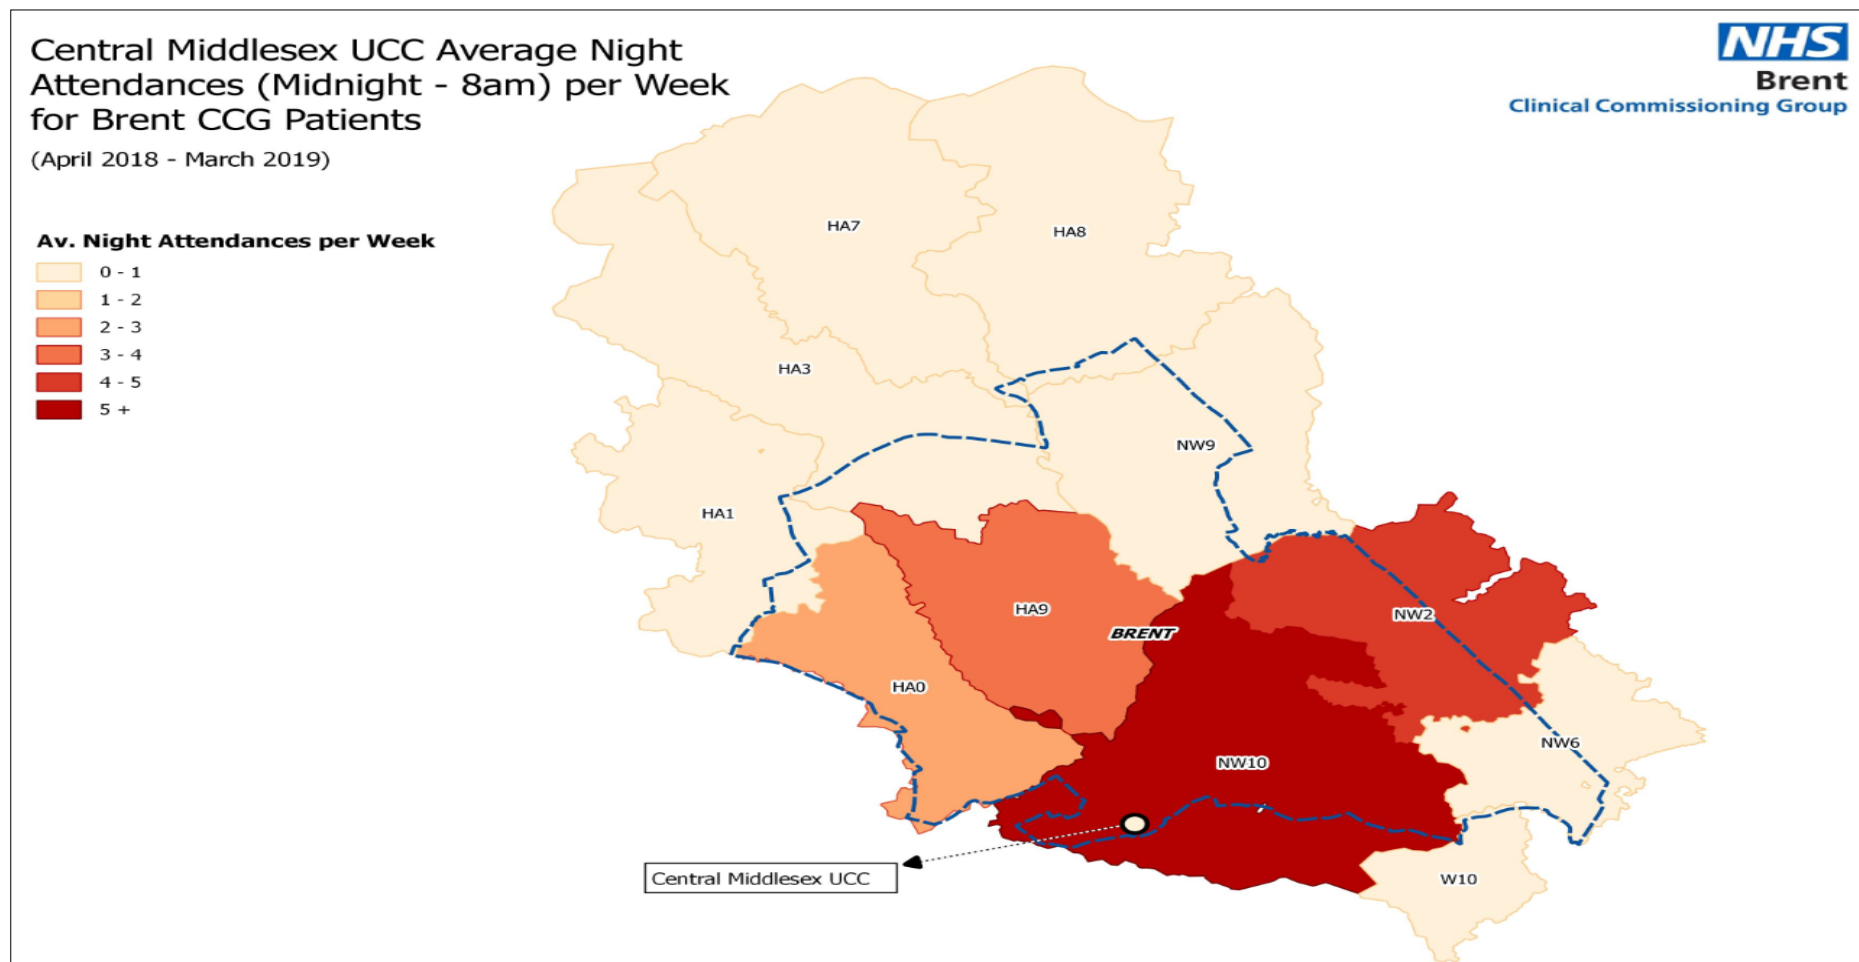 Central Middlesex UCC Average Night
Attendances (Midnight - 8am) per Week
for Brent CCG Patients
(April 2018 - March 2019)
NHS
Brent
Clinical Commissioning Group
Av. Night Attendances per Week
0 - 1
1 - 2
2 - 3
3 - 4
4 - 5
5 +
HA7
HA8
HA3
NW9
HA1
HA9
NW2
BRENT
HA0
NW6
NW10
Central Middlesex UCC
W10